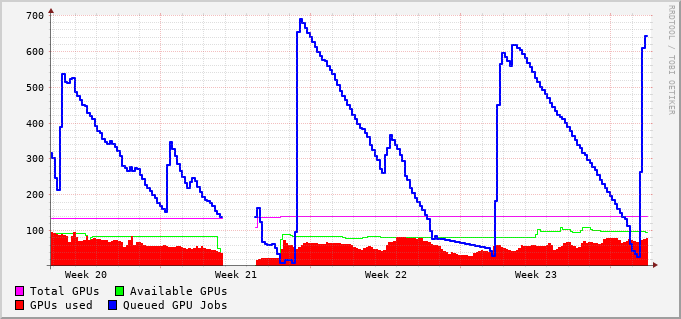 700
600
500
400
300
200
100
Week 20 Week 21 Week 22 Week 23
Total GPUs Available GPUs
GPUs used Queued GPU Jobs
RRDTOOL / TOBI OETIKER